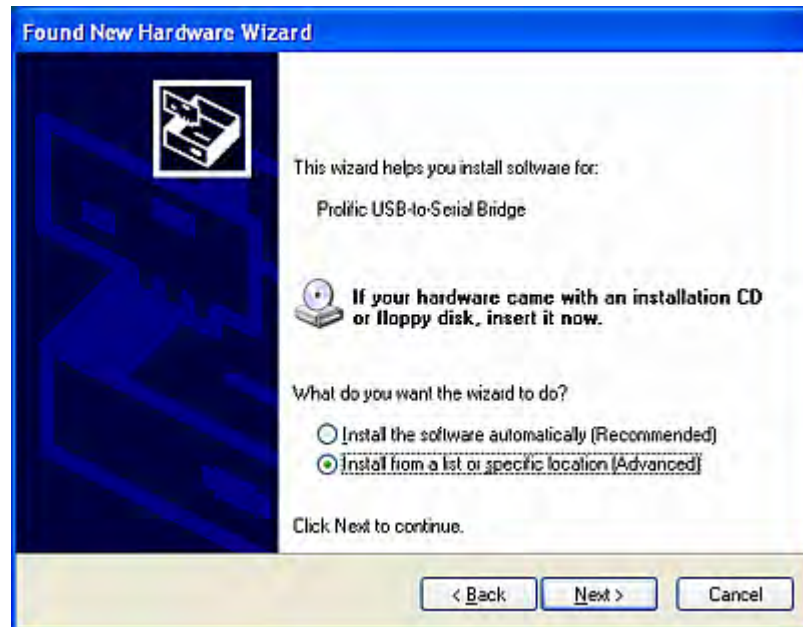 Found New Hardware Wizard
This wizard helps you install software for:
Prolific USB-to-Serial Bridge
If your hardware came with an installation CD
or floppy disk, insert it now.
What do you want the wizard to do?
Install the software automatically (Recommended)
Install from a list or specific location (Advanced)
Click Next to continue.
< Back Next > Cancel